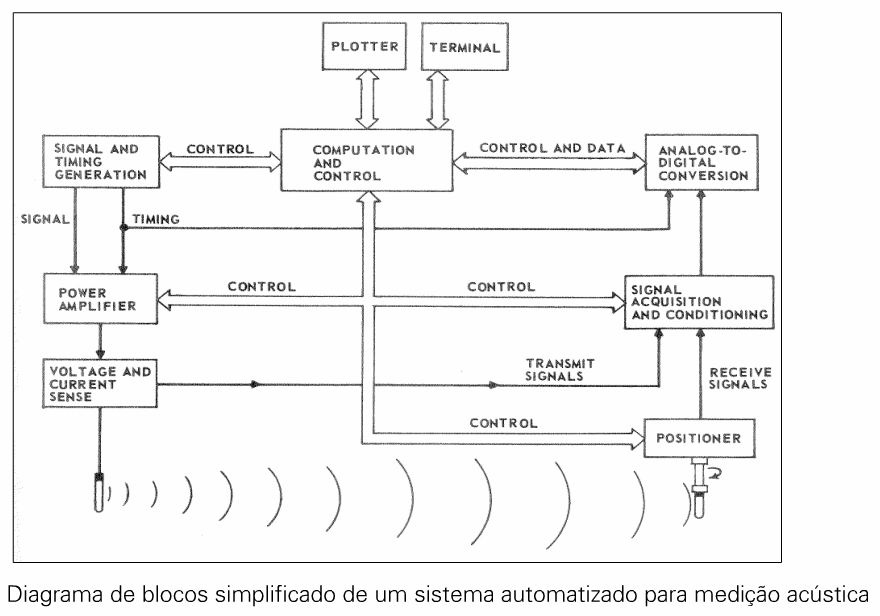 PLOTTER
TERMINAL
SIGNAL AND
TIMING
GENERATION
CONTROL
COMPUTATION
AND
CONTROL
CONTROL AND DATA
ANALOG-TO-
DIGITAL
CONVERSION
SIGNAL
TIMING
POWER
AMPLIFIER
CONTROL
CONTROL
SIGNAL
ACQUISITION
AND CONDITIONING
VOLTAGE AND
CURRENT
SENSE
TRANSMIT
SIGNALS
RECEIVE
SIGNALS
CONTROL
POSITIONER
Diagrama de blocos simplificado de um sistema automatizado para medição acústica